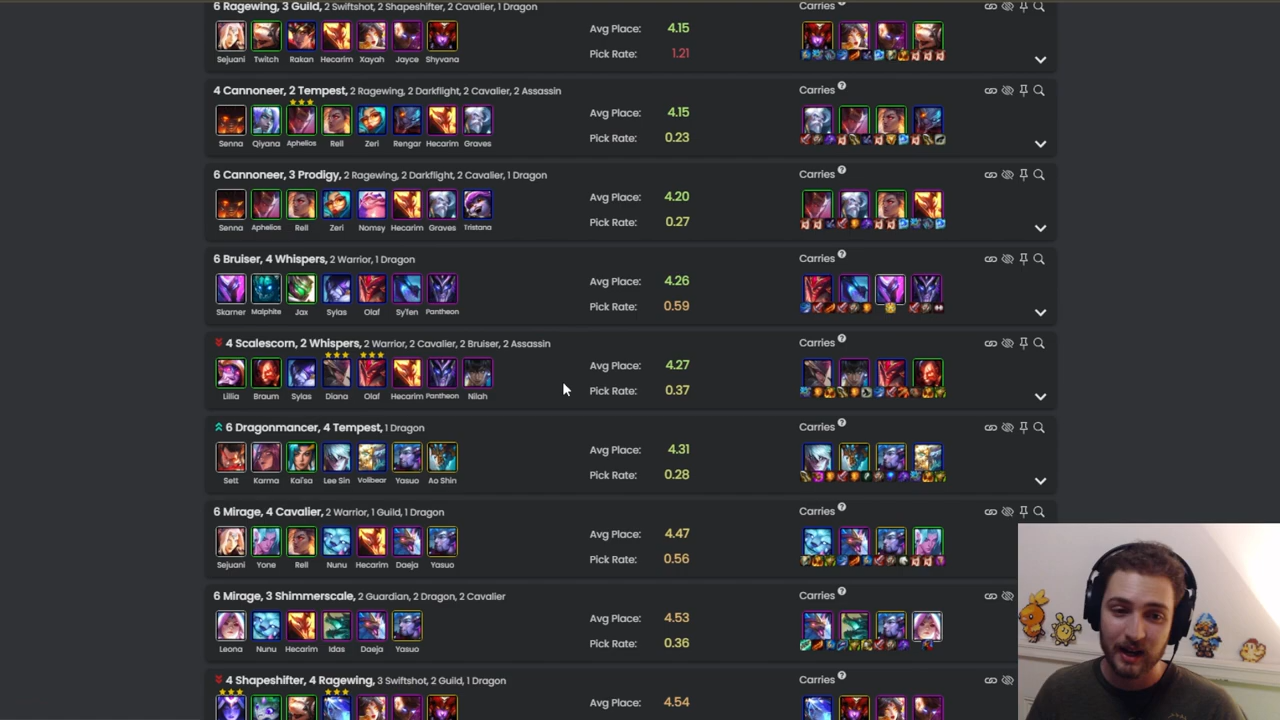 6 Ragewing, 3 Guild, 2 Swiftshot, 2 Shapeshifter, 2 Cavalier, 1 Dragon
Avg Place: 4.15
Carries ?
Pick Rate: 1.21
Sejuani Twitch Rakan Hecarim Xayah Jayce Shyvana
4 Cannoneer, 2 Tempest, 2 Ragewing, 2 Darkflight, 2 Cavalier, 2 Assassin
Avg Place: 4.15
Carries ?
Pick Rate: 0.23
Senna Qiyana Aphelios Rell Zeri Rengar Hecarim Graves
6 Cannoneer, 3 Prodigy, 2 Ragewing, 2 Darkflight, 2 Cavalier, 1 Dragon
Avg Place: 4.20
Carries ?
Pick Rate: 0.27
Senna Aphelios Rell Zeri Nomsy Hecarim Graves Tristana
6 Bruiser, 4 Whispers, 2 Warrior, 1 Dragon
Avg Place: 4.26
Carries ?
Pick Rate: 0.59
Skarner Malphite Jax Sylas Olaf SyTen Pantheon
4 Scalescorn, 2 Whispers, 2 Warrior, 2 Cavalier, 2 Bruiser, 2 Assassin
Avg Place: 4.27
Carries ?
Pick Rate: 0.37
Lillia Braum Sylas Diana Olaf Hecarim Pantheon Nilah
6 Dragonmancer, 4 Tempest, 1 Dragon
Avg Place: 4.31
Carries ?
Pick Rate: 0.28
Sett Karma Kai'sa Lee Sin Volibear Yasuo Ao Shin
6 Mirage, 4 Cavalier, 2 Warrior, 1 Guild, 1 Dragon
Avg Place: 4.47
Carries ?
Pick Rate: 0.56
Sejuani Yone Rell Nunu Hecarim Daeja Yasuo
6 Mirage, 3 Shimmerscale, 2 Guardian, 2 Dragon, 2 Cavalier
Avg Place: 4.53
Carries ?
Pick Rate: 0.36
Leona Nunu Hecarim Idas Daeja Yasuo
4 Shapeshifter, 4 Ragewing, 3 Swiftshot, 2 Guild, 1 Dragon
Avg Place: 4.54
Carries ?